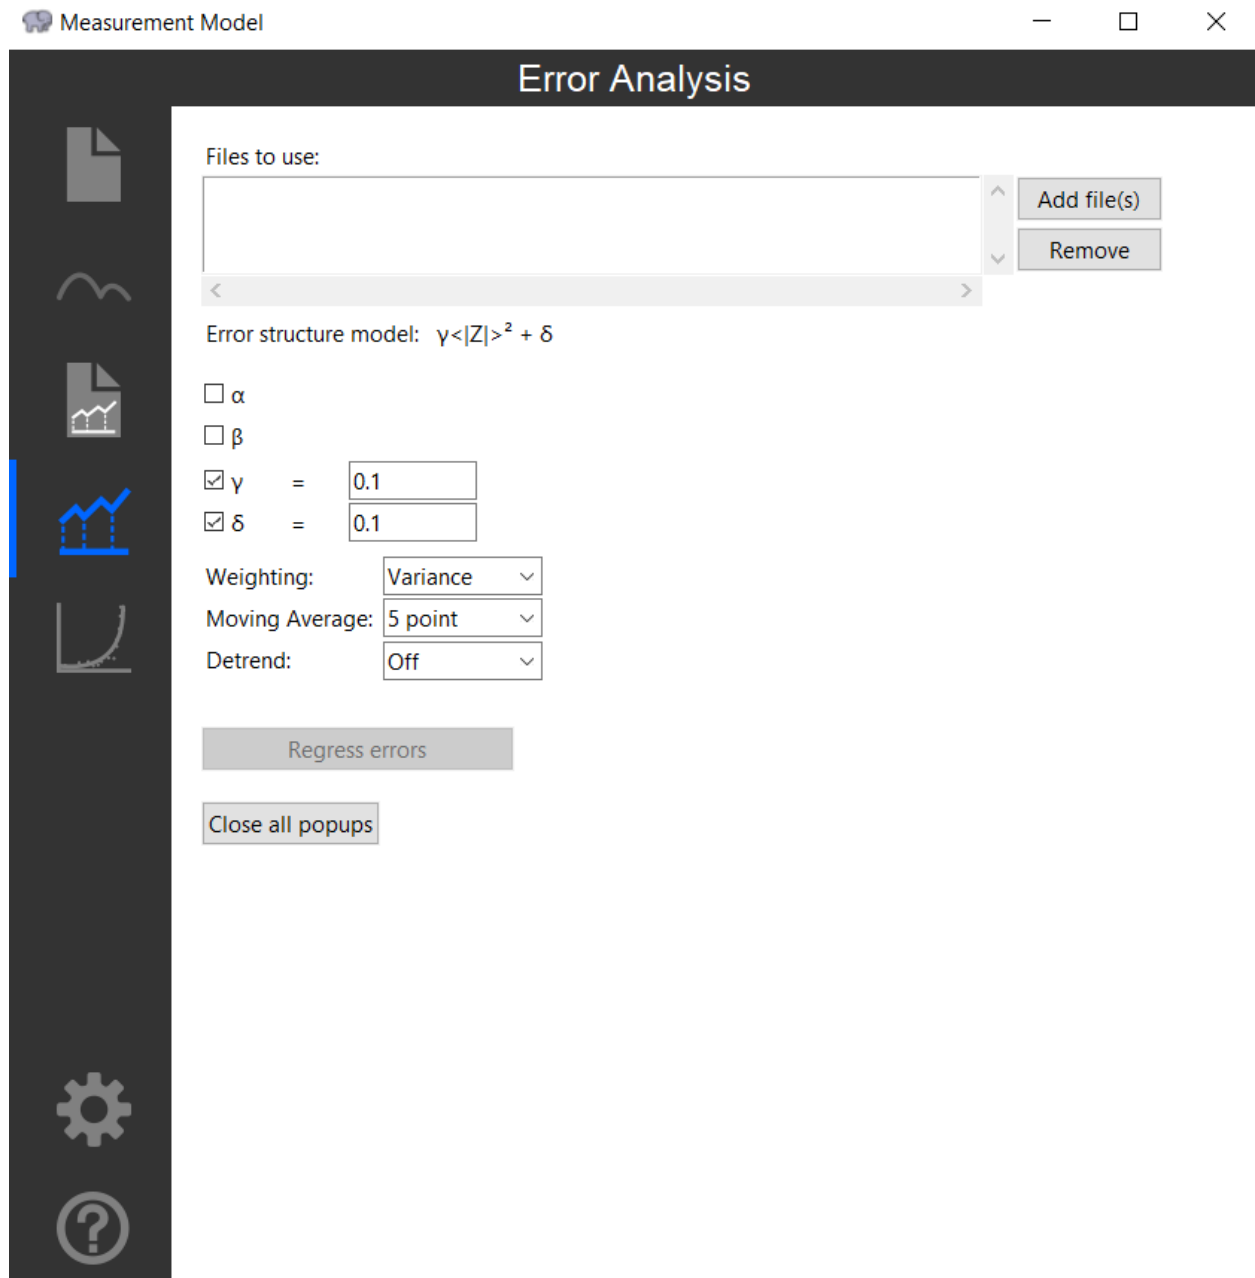 Measurement Model
Error Analysis
Files to use:
Add file(s)
Remove
Error structure model: γ<|Z|>² + δ
α
β
γ = 0.1
δ = 0.1
Weighting: Variance
Moving Average: 5 point
Detrend: Off
Regress errors
Close all popups
?